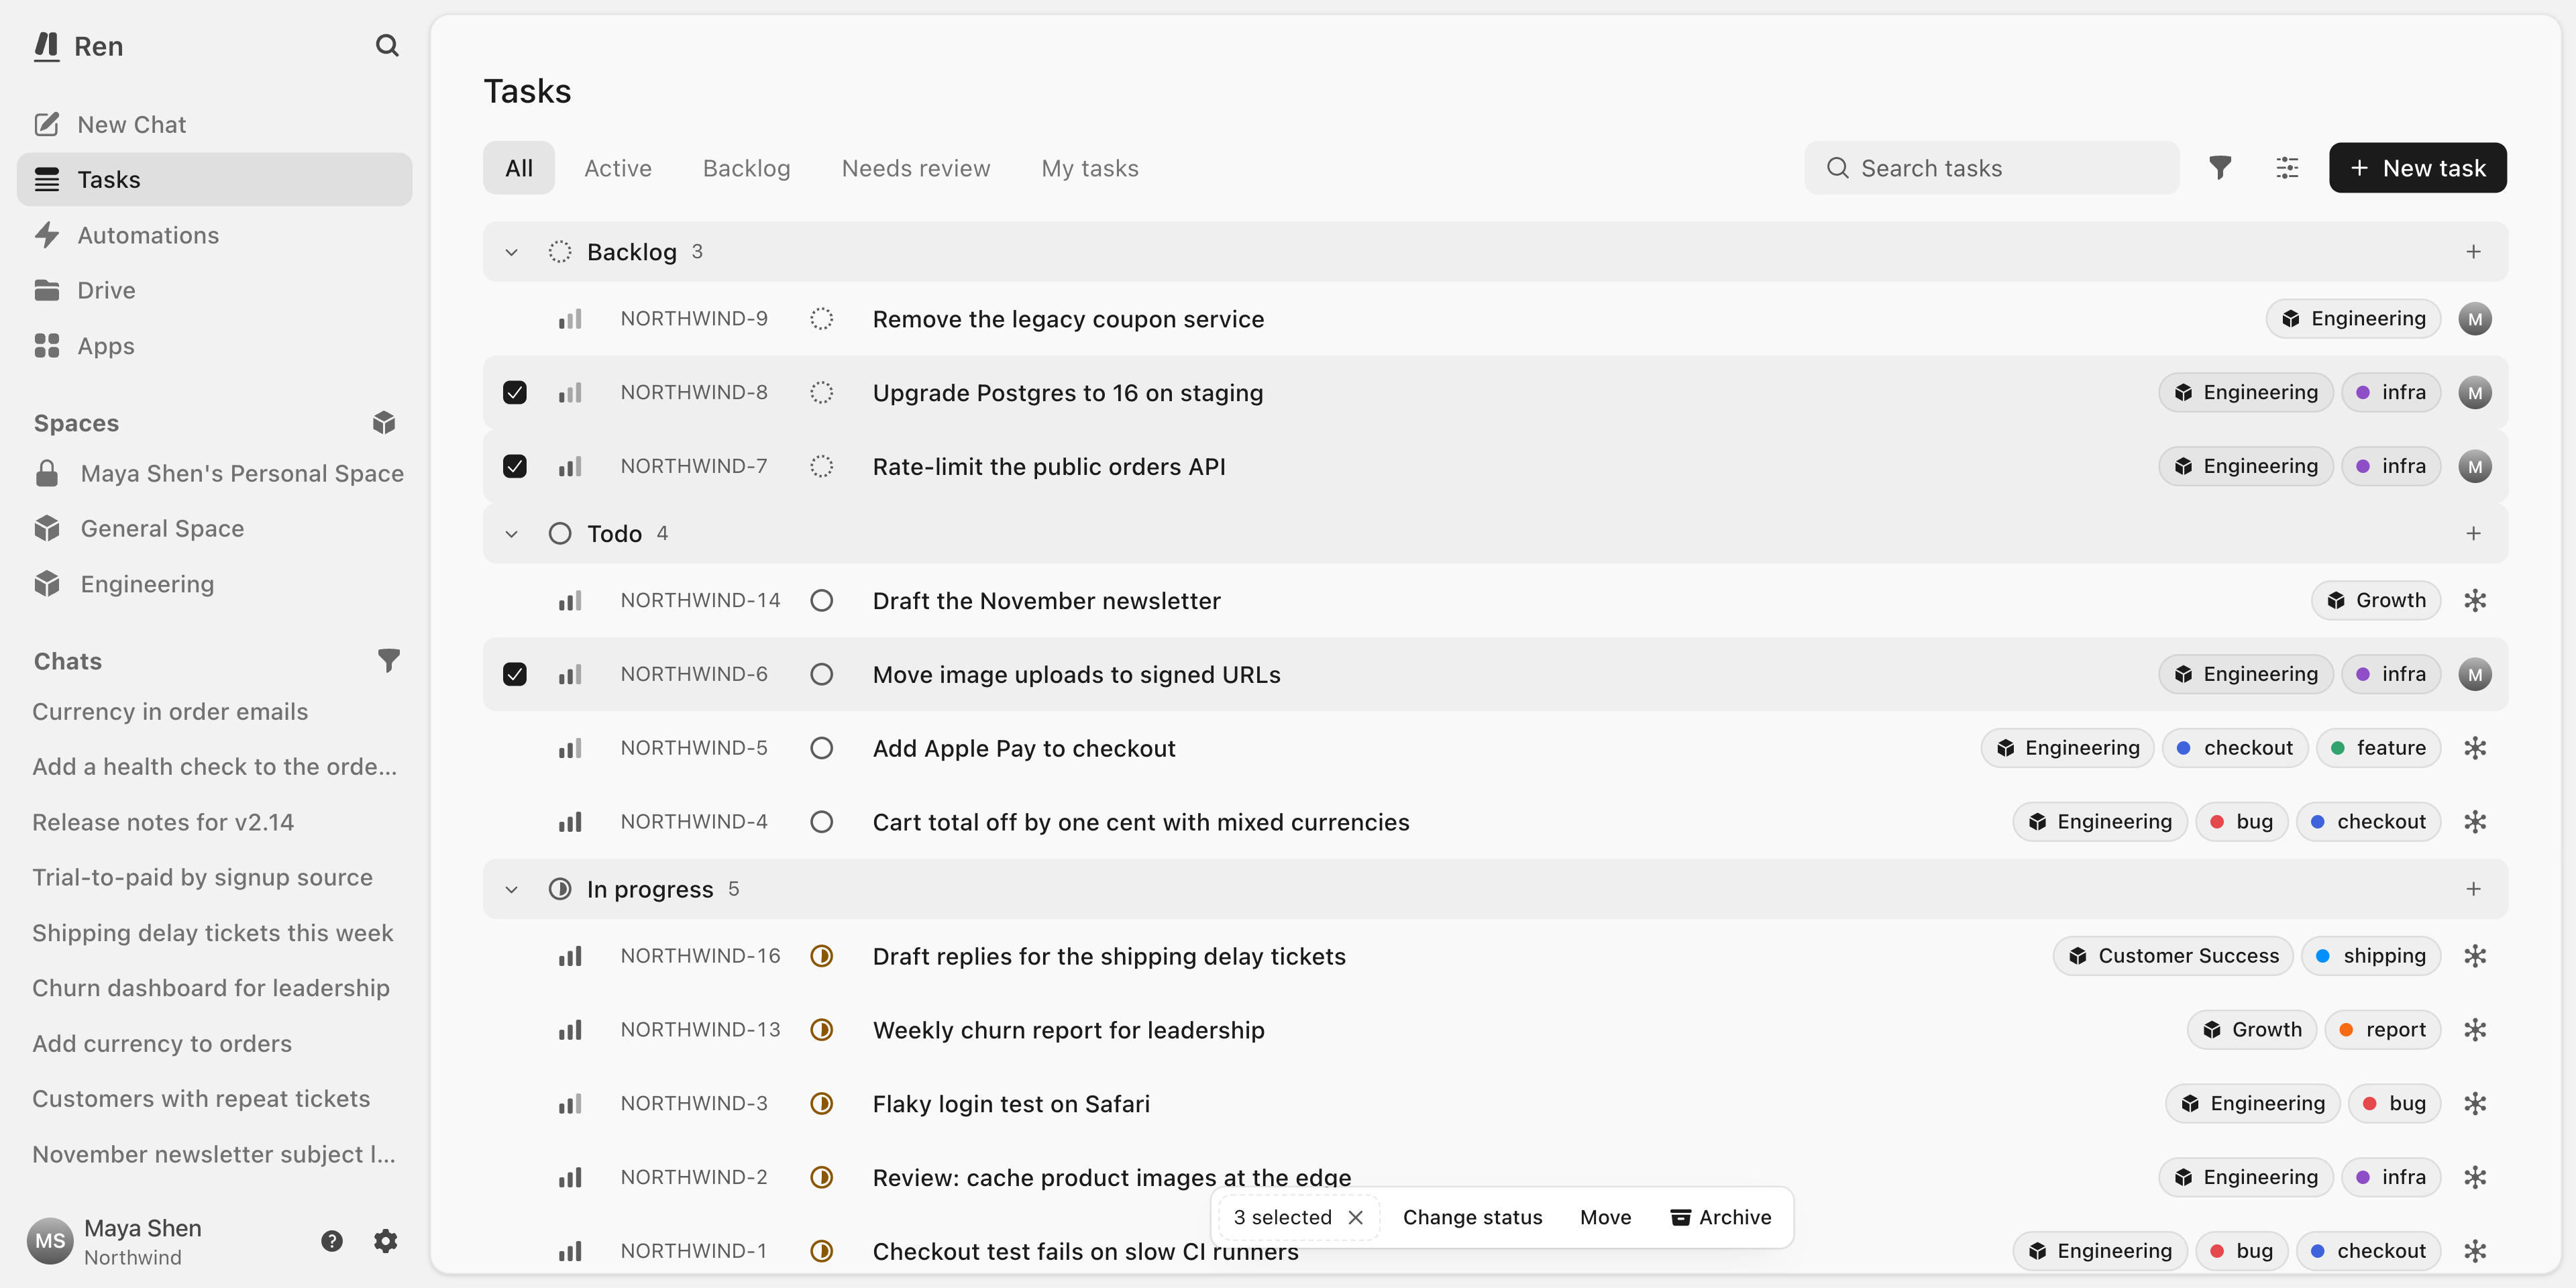 Ren
New Chat
Tasks
Automations
Drive
Apps
Spaces
Maya Shen's Personal Space
General Space
Engineering
Chats
Currency in order emails
Add a health check to the orde...
Release notes for v2.14
Trial-to-paid by signup source
Shipping delay tickets this week
Churn dashboard for leadership
Add currency to orders
Customers with repeat tickets
November newsletter subject l...
MS
Maya Shen
Northwind
Tasks
All Active Backlog Needs review My tasks
Search tasks
+ New task
Backlog 3
NORTHWIND-9 Remove the legacy coupon service Engineering M
NORTHWIND-8 Upgrade Postgres to 16 on staging Engineering infra M
NORTHWIND-7 Rate-limit the public orders API Engineering infra M
Todo 4
NORTHWIND-14 Draft the November newsletter Growth
NORTHWIND-6 Move image uploads to signed URLs Engineering infra M
NORTHWIND-5 Add Apple Pay to checkout Engineering checkout feature
NORTHWIND-4 Cart total off by one cent with mixed currencies Engineering bug checkout
In progress 5
NORTHWIND-16 Draft replies for the shipping delay tickets Customer Success shipping
NORTHWIND-13 Weekly churn report for leadership Growth report
NORTHWIND-3 Flaky login test on Safari Engineering bug
NORTHWIND-2 Review: cache product images at the edge Engineering infra
3 selected Change status Move Archive
NORTHWIND-1 Checkout test fails on slow CI runners Engineering bug checkout